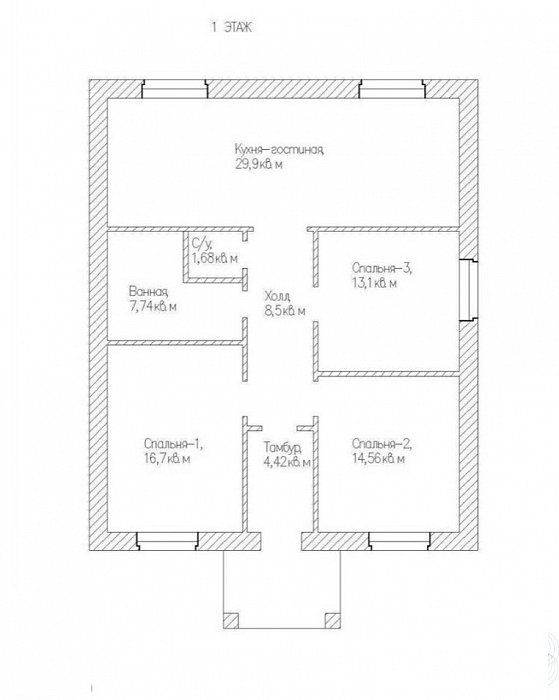 1 ЭТАЖ
Кухня-гостиная,
29,9кв. м
С/у,
1,68кв. м
Спальня-3,
13,1кв. м
Ванная,
7,74кв. м
Холл,
8,5кв. м
Спальня-1,
16,7кв. м
Тамбур,
4,42кв. м
Спальня-2,
14,56кв. м